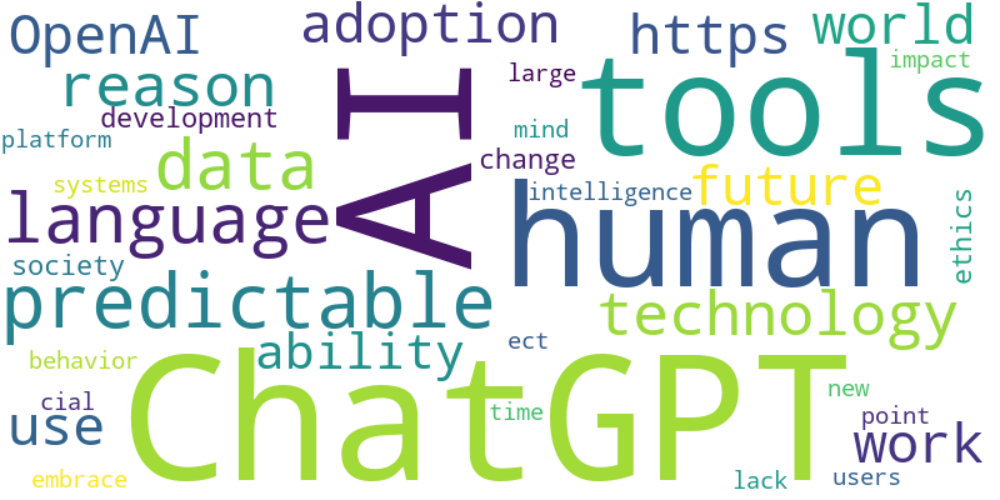 OpenAI
adoption
https
world
reason
large
tools
impact
development
AI
platform
mind
data
change
systems
intelligence
future
language
human
ethics
society
predictable
technology
ability
ect
behavior
ChatGPT
cial
time
new
use
point
work
embrace
lack
users